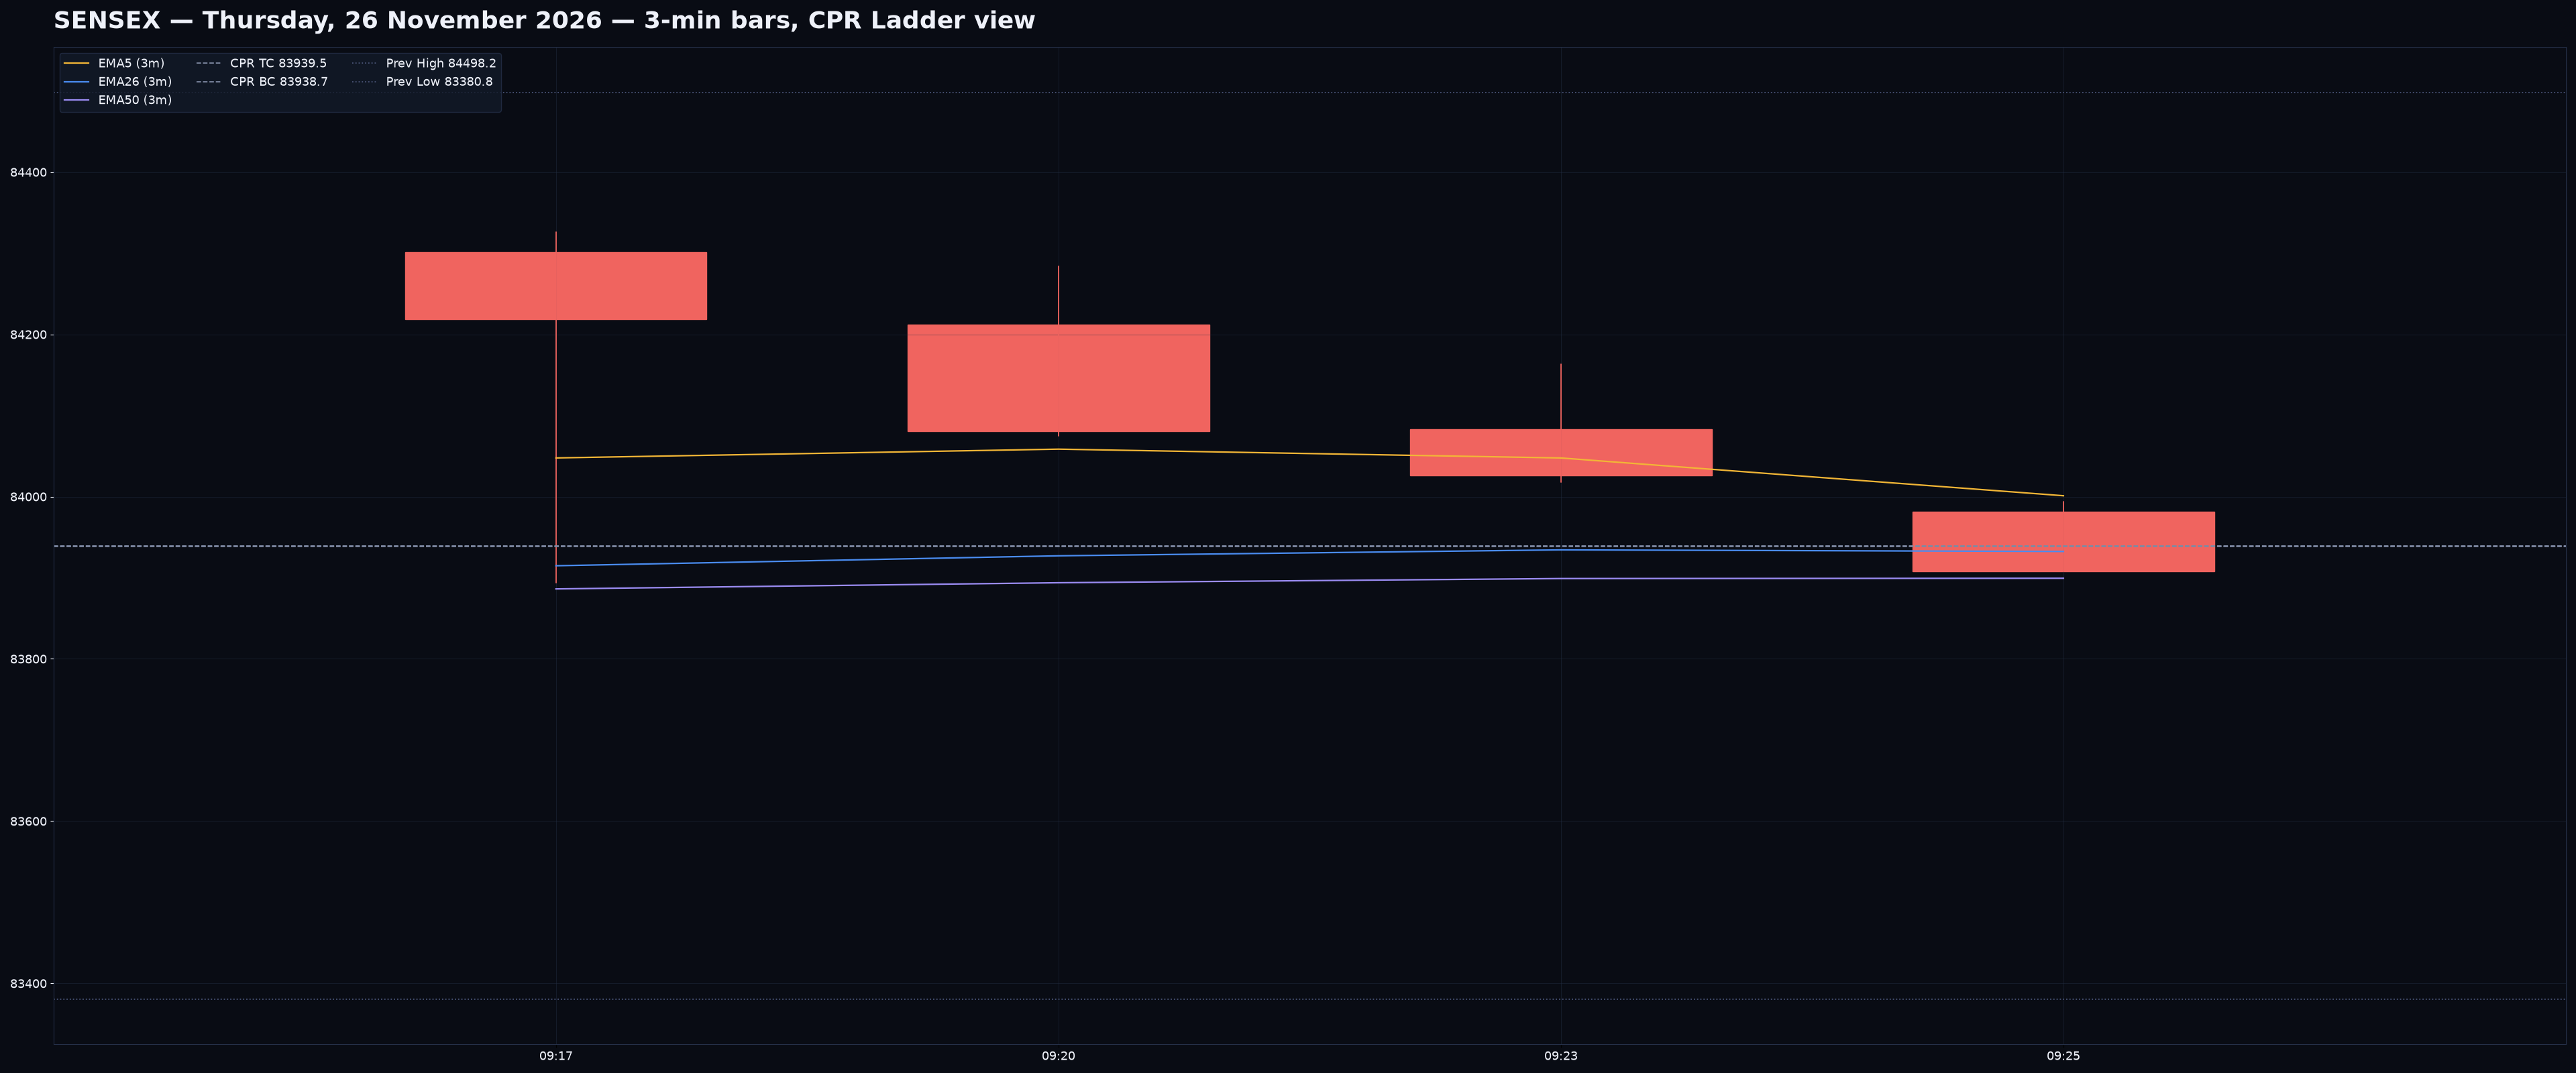 SENSEX — Thursday, 26 November 2026 — 3-min bars, CPR Ladder view
EMA5 (3m) CPR TC 83939.5 Prev High 84498.2
EMA26 (3m) CPR BC 83938.7 Prev Low 83380.8
EMA50 (3m)
84400
84200
84000
83800
83600
83400
09:17 09:20 09:23 09:25